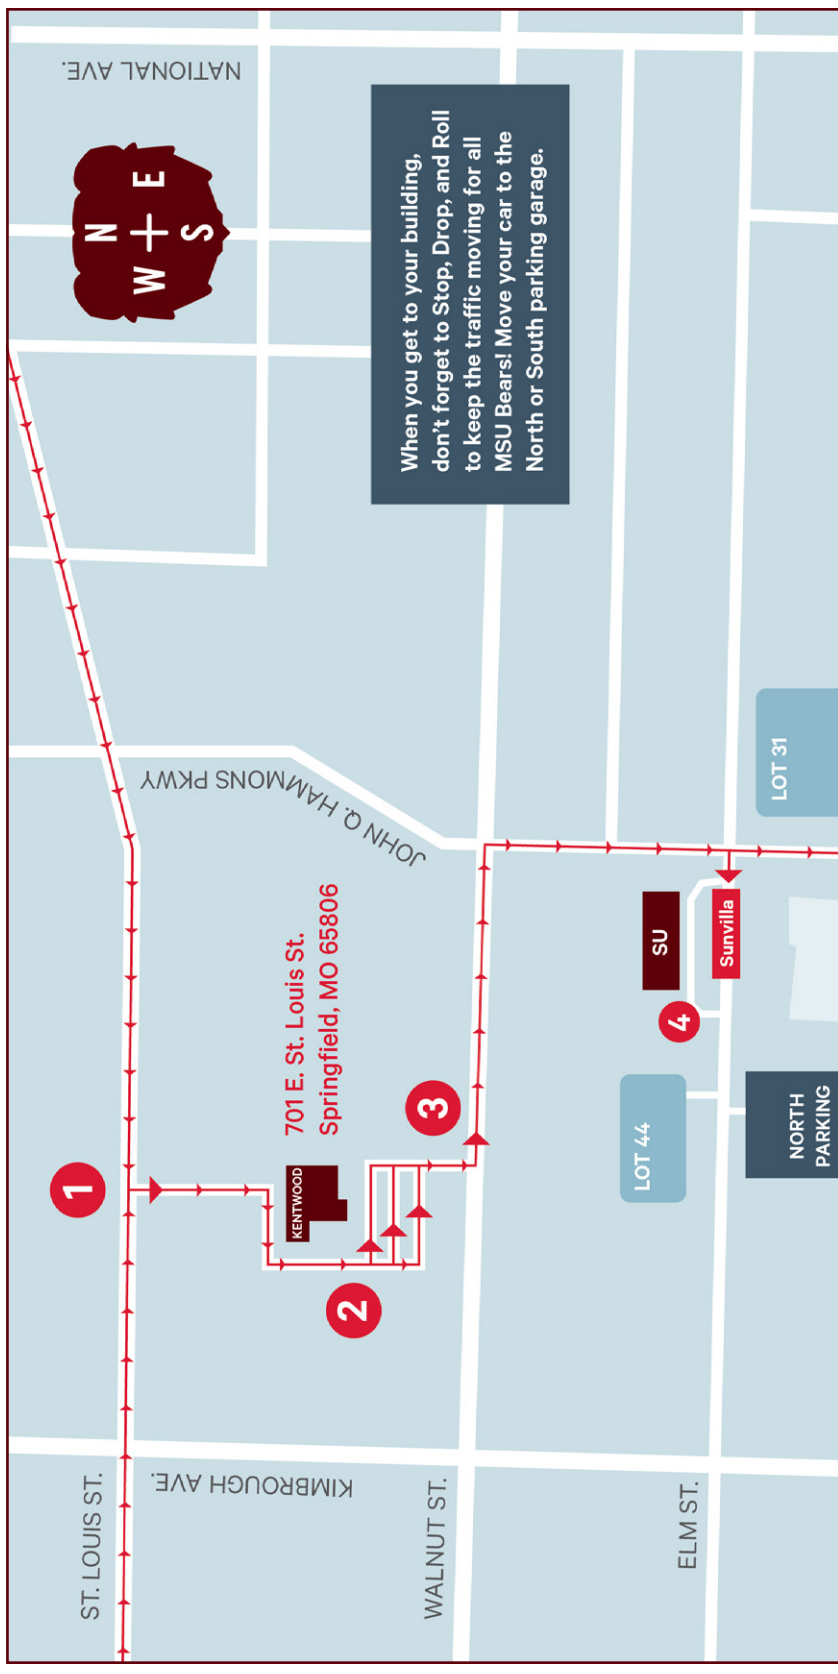 NATIONAL AVE.
N
W E
S
When you get to your building,
don't forget to Stop, Drop, and Roll
to keep the traffic moving for all
MSU Bears! Move your car to the
North or South parking garage.
JOHN Q. HAMMONS PKWY
1
701 E. St. Louis St.
Springfield, MO 65806
KENTWOOD
2
3
LOT 31
SU
Sunvilla
4
LOT 44
NORTH
PARKING
KIMBROUGH AVE.
ST. LOUIS ST.
WALNUT ST.
ELM ST.